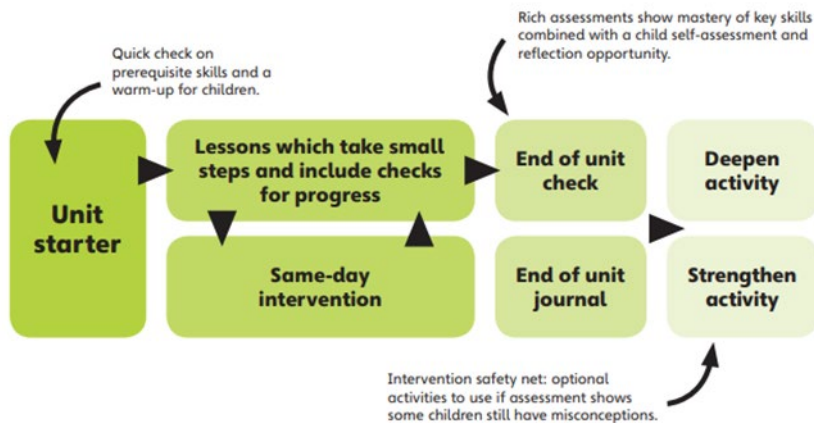 Rich assessments show mastery of key skills
combined with a child self-assessment and
reflection opportunity.
Quick check on
prerequisite skills and a
warm-up for children.
Unit
starter
Lessons which take small
steps and include checks
for progress
Same-day
intervention
End of unit
check
End of unit
journal
Deepen
activity
Strengthen
activity
Intervention safety net: optional
activities to use if assessment shows
some children still have misconceptions.